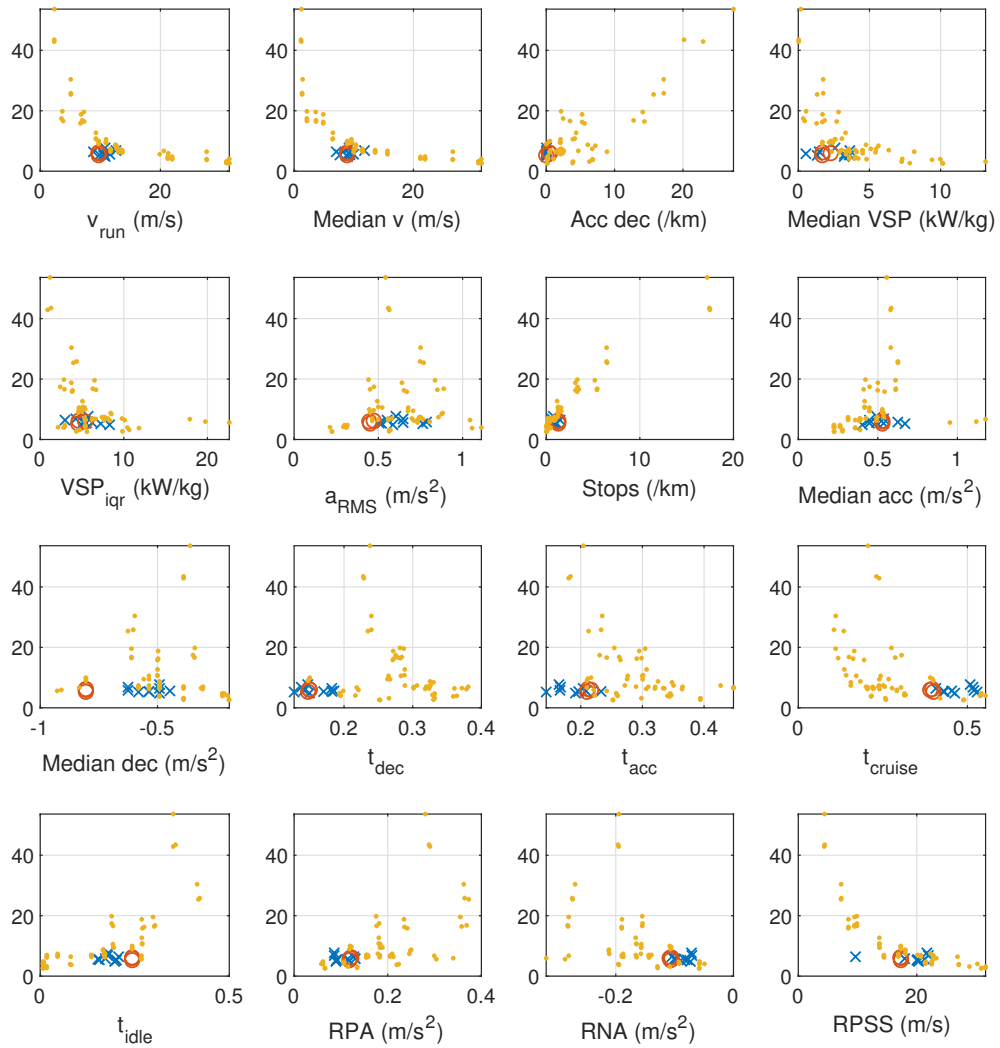 40
20
0
0 20
v_run (m/s)
40
20
0
0 20
Median v (m/s)
40
20
0
0 10 20
Acc dec (/km)
40
20
0
0 5 10
Median VSP (kW/kg)
40
20
0
0 10 20
VSP_iqr (kW/kg)
40
20
0
0 0.5 1
a_RMS (m/s²)
40
20
0
0 10 20
Stops (/km)
40
20
0
0 0.5 1
Median acc (m/s²)
40
20
0
-1 -0.5
Median dec (m/s²)
40
20
0
0.2 0.3 0.4
t_dec
40
20
0
0.2 0.3 0.4
t_acc
40
20
0
0 0.5
t_cruise
40
20
0
0 0.5
t_idle
40
20
0
0 0.2 0.4
RPA (m/s²)
40
20
0
-0.2 0
RNA (m/s²)
40
20
0
0 20
RPSS (m/s)